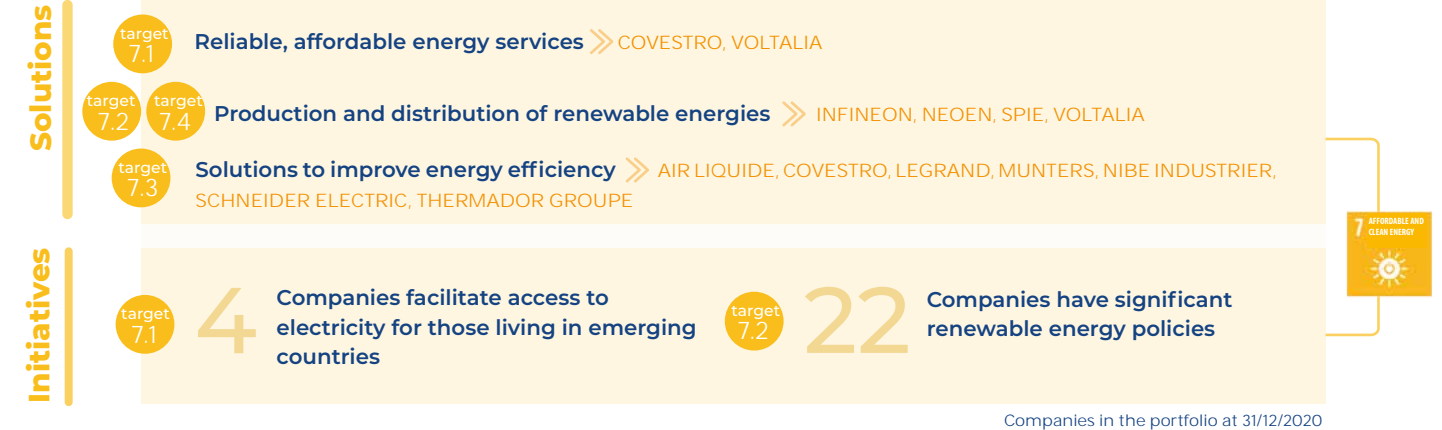 Solutions
target
7.1
Reliable, affordable energy services COVESTRO, VOLTALIA
target
7.2
target
7.4
Production and distribution of renewable energies INFINEON, NEOEN, SPIE, VOLTALIA
target
7.3
Solutions to improve energy efficiency AIR LIQUIDE, COVESTRO, LEGRAND, MUNTERS, NIBE INDUSTRIER,
SCHNEIDER ELECTRIC, THERMADOR GROUPE
7 AFFORDABLE AND
CLEAN ENERGY
Initiatives
target
7.1
4
Companies facilitate access to
electricity for those living in emerging
countries
target
7.2
22
Companies have significant
renewable energy policies
Companies in the portfolio at 31/12/2020